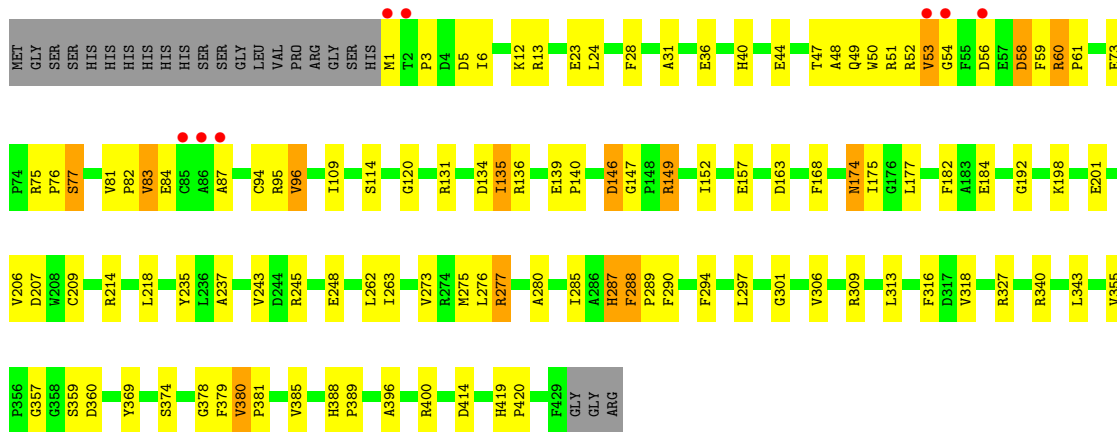 MET GLY SER SER HIS HIS HIS HIS HIS HIS SER SER GLY LEU VAL PRO ARG GLY SER HIS M1 T2 P3 D4 D5 I6 K12 R13 E23 L24 F28 A31 E36 H40 E44 T47 A48 Q49 W50 R51 R52 V53 G54 F55 D56 E57 D58 F59 R60 P61 E73
P74 R75 P76 S77 V81 P82 V83 E84 C85 A86 A87 C94 R95 V96 I109 S114 G120 R131 D134 I135 R136 E139 P140 D146 G147 P148 R149 I152 E157 D163 F168 N174 I175 G176 L177 F182 A183 E184 G192 K198 E201
V206 D207 W208 C209 R214 L218 Y235 L236 A237 V243 D244 R245 E248 L262 I263 V273 R274 M275 L276 R277 A280 I285 A286 H287 F288 P289 F290 F294 L297 G301 V306 R309 L313 F316 D317 V318 R327 R340 L343 V355
P356 G357 G358 S359 D360 Y369 S374 G378 F379 V380 P381 V385 H388 P389 A396 R400 D414 H419 P420 F429 GLY GLY ARG